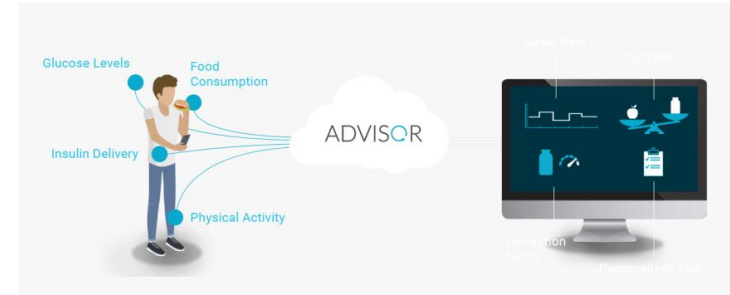 Glucose Levels
Food
Consumption
Insulin Delivery
Physical Activity
ADVISOR
Basal Rate
Carb Ratio
Correction
Factor
Personalized Tips